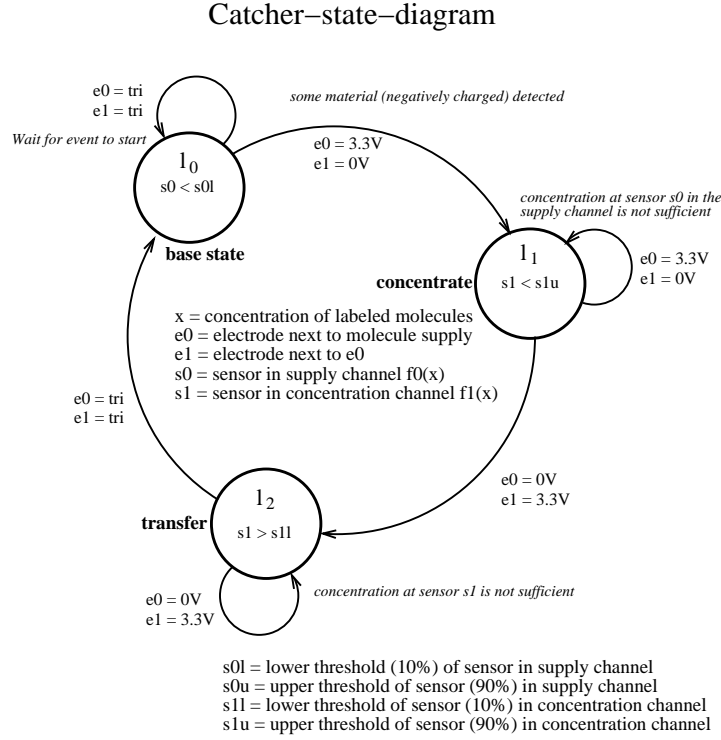 Catcher–state–diagram
e0 = tri
e1 = tri
some material (negatively charged) detected
Wait for event to start
e0 = 3.3V
e1 = 0V
l0
s0 < s0l
base state
concentration at sensor s0 in the
supply channel is not sufficient
l1
s1 < s1u
concentrate
e0 = 3.3V
e1 = 0V
x = concentration of labeled molecules
e0 = electrode next to molecule supply
e1 = electrode next to e0
s0 = sensor in supply channel f0(x)
s1 = sensor in concentration channel f1(x)
e0 = tri
e1 = tri
e0 = 0V
e1 = 3.3V
l2
s1 > s1l
transfer
e0 = 0V
e1 = 3.3V
concentration at sensor s1 is not sufficient
s0l = lower threshold (10%) of sensor in supply channel
s0u = upper threshold of sensor (90%) in supply channel
s1l = lower threshold of sensor (10%) in concentration channel
s1u = upper threshold of sensor (90%) in concentration channel